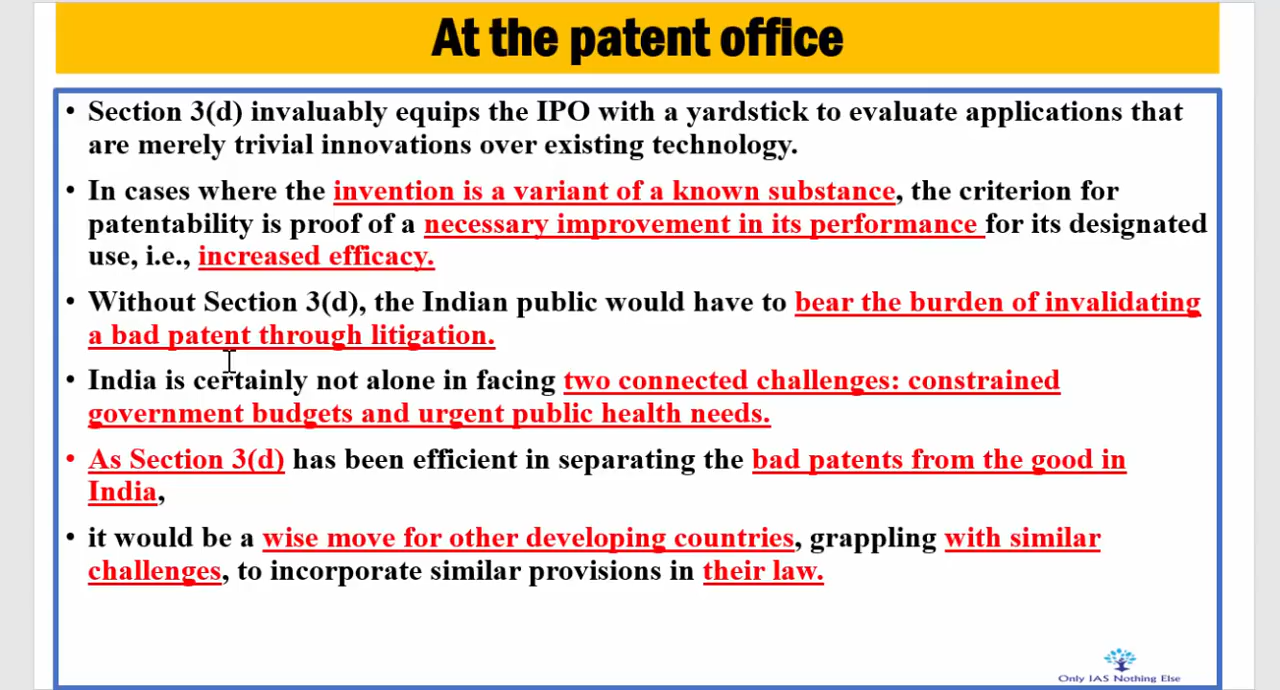 At the patent office
• Section 3(d) invaluably equips the IPO with a yardstick to evaluate applications that
are merely trivial innovations over existing technology.
• In cases where the invention is a variant of a known substance, the criterion for
patentability is proof of a necessary improvement in its performance for its designated
use, i.e., increased efficacy.
• Without Section 3(d), the Indian public would have to bear the burden of invalidating
a bad patent through litigation.
• India is certainly not alone in facing two connected challenges: constrained
government budgets and urgent public health needs.
• As Section 3(d) has been efficient in separating the bad patents from the good in
India,
• it would be a wise move for other developing countries, grappling with similar
challenges, to incorporate similar provisions in their law.
Only IAS Nothing Else